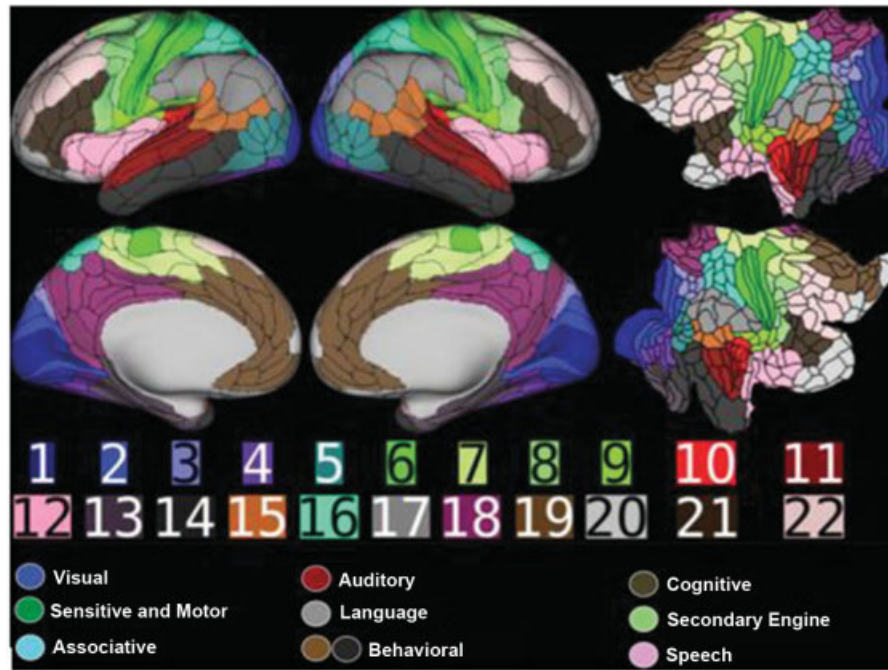 1 2 3 4 5 6 7 8 9 10 11
12 13 14 15 16 17 18 19 20 21 22
Visual Auditory Cognitive
Sensitive and Motor Language Secondary Engine
Associative Behavioral Speech